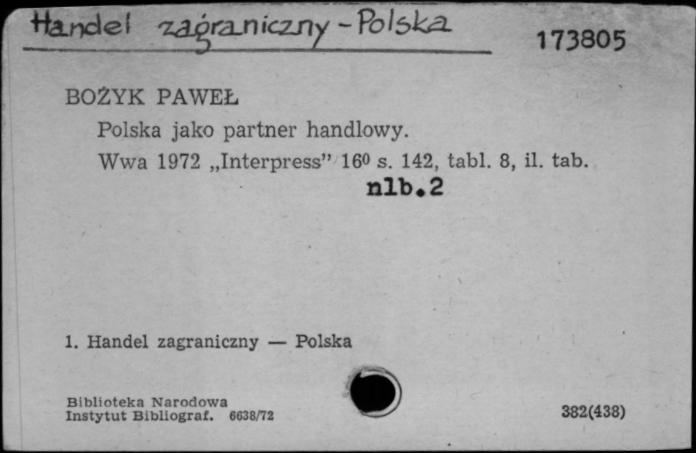 Handel zagraniczny - Polska
173805
BOŻYK PAWEŁ
Polska jako partner handlowy.
Wwa 1972 „Interpress” 16⁰ s. 142, tabl. 8, il. tab.
nlb.2
1. Handel zagraniczny — Polska
Biblioteka Narodowa
Instytut Bibliograf. 6638/72
382(438)